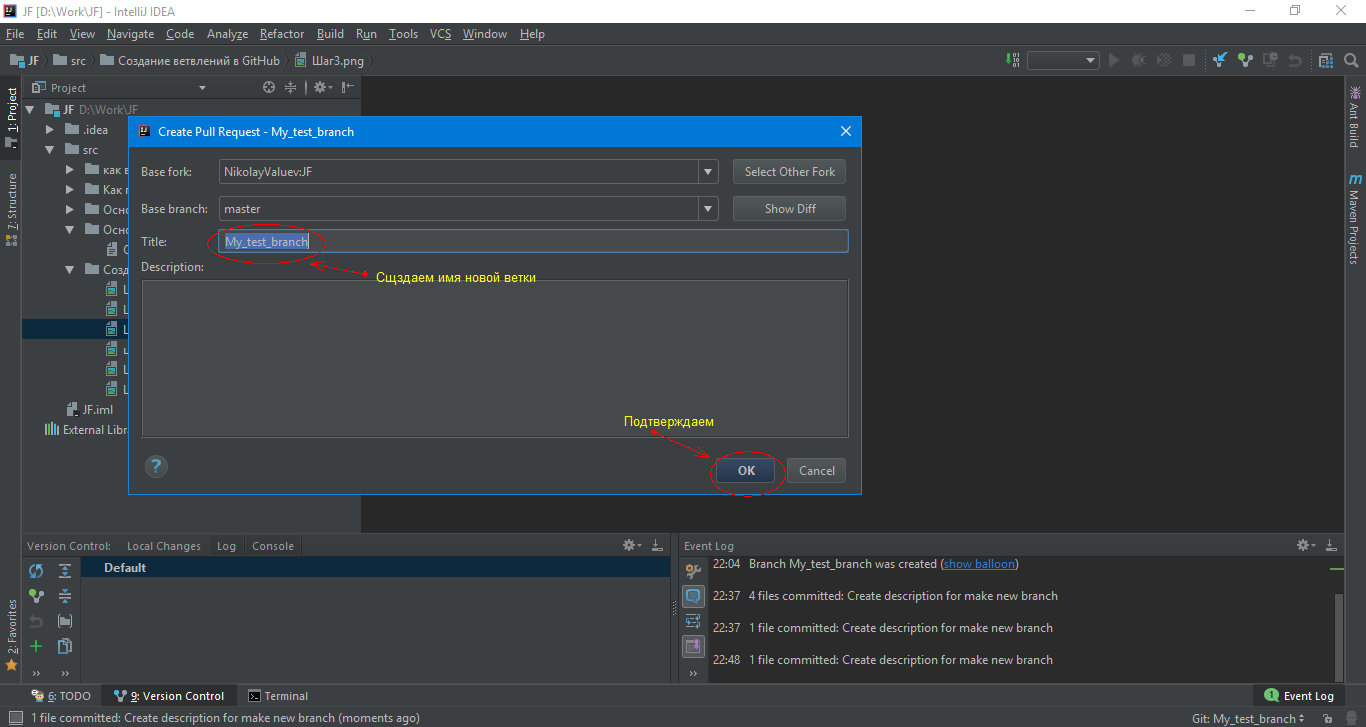 JF [D:\Work\JF] - IntelliJ IDEA
File Edit View Navigate Code Analyze Refactor Build Run Tools VCS Window Help
JF src Создание ветвлений в GitHub Шаг3.png
1: Project
7: Structure
2: Favorites
Project
JF D:\Work\JF
.idea
src
как в
Как
Осно
Осно
Созд
JF.iml
External Libr
Create Pull Request - My_test_branch
Base fork: NikolayValuev:JF Select Other Fork
Base branch: master Show Diff
Title: My_test_branch
Description:
Сщздаем имя новой ветки
Подтверждаем
? OK Cancel
Ant Build
m Maven Projects
Version Control: Local Changes Log Console
Default
Event Log
22:04 Branch My_test_branch was created (show balloon)
22:37 4 files committed: Create description for make new branch
22:37 1 file committed: Create description for make new branch
22:48 1 file committed: Create description for make new branch
6: TODO 9: Version Control Terminal 1 Event Log
1 file committed: Create description for make new branch (moments ago) Git: My_test_branch